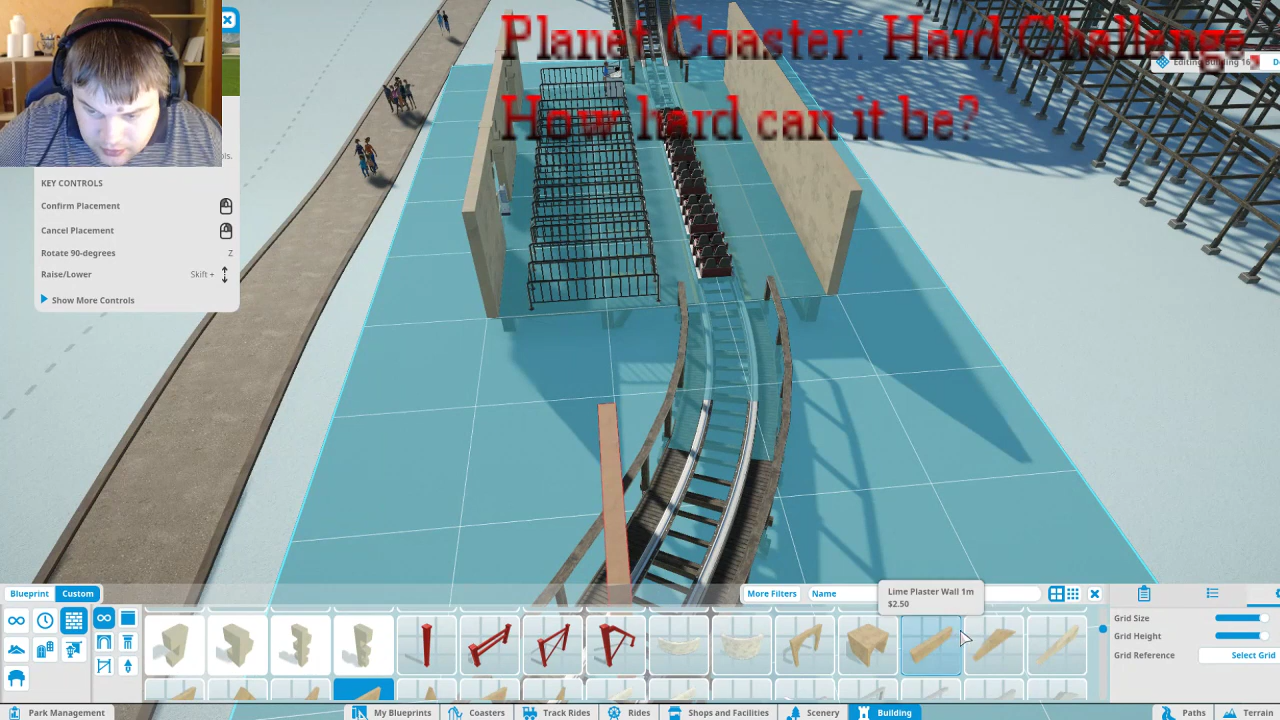 Planet Coaster: Hard Challenge,
How hard can it be?
Editing Building 16
ls.
KEY CONTROLS
Confirm Placement
Cancel Placement
Rotate 90-degrees Z
Raise/Lower Skift +
Show More Controls
Blueprint Custom
More Filters Name
Lime Plaster Wall 1m
$2.50
Grid Size
Grid Height
Grid Reference Select Grid
Park Management My Blueprints Coasters Track Rides Rides Shops and Facilities Scenery Building Paths Terrain